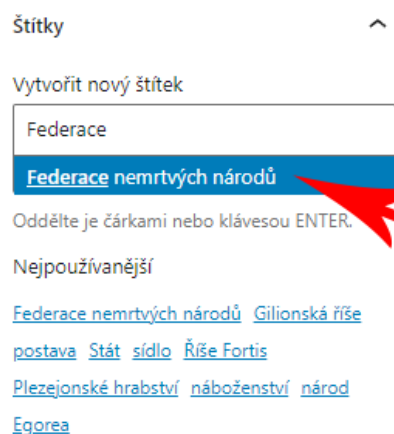 Štítky
Vytvořit nový štítek
Federace
Federace nemrtvých národů
Oddělte je čárkami nebo klávesou ENTER.
Nejpoužívanější
Federace nemrtvých národů Gilionská říše
postava Stát sídlo Říše Fortis
Plezejonské hrabství náboženství národ
Egorea